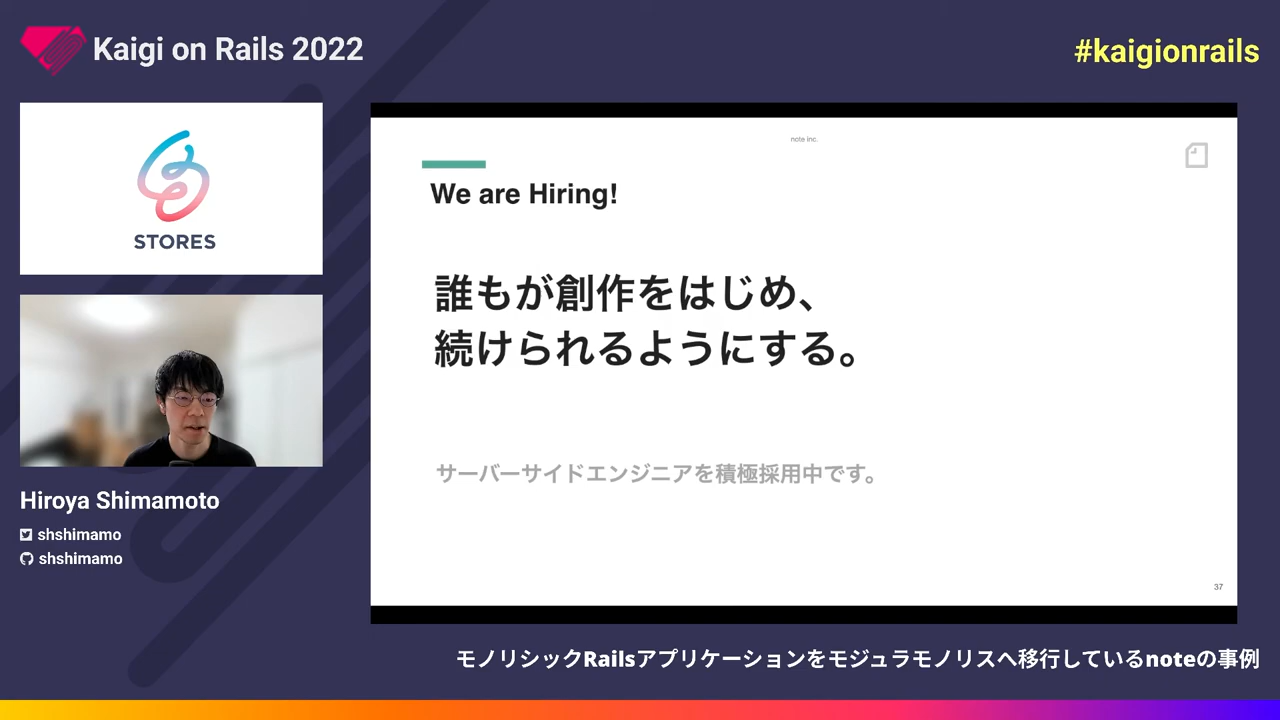 Kaigi on Rails 2022
#kaigionrails
STORES
Hiroya Shimamoto
shshimamo
shshimamo
note inc.
We are Hiring!
誰もが創作をはじめ、
続けられるようにする。
サーバーサイドエンジニアを積極採用中です。
37
モノリシックRailsアプリケーションをモジュラモノリスへ移行しているnoteの事例